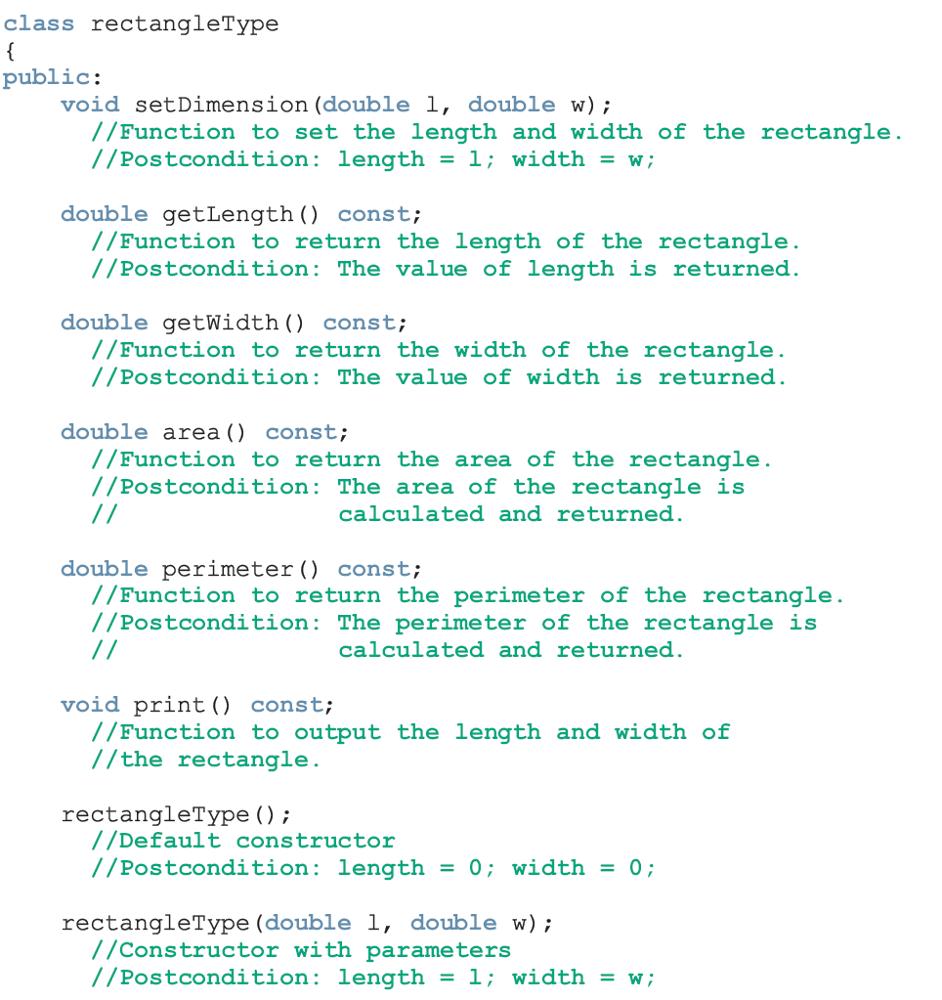 class rectangleType
{
public:
    void setDimension(double l, double w);
      //Function to set the length and width of the rectangle.
      //Postcondition: length = l; width = w;

    double getLength() const;
      //Function to return the length of the rectangle.
      //Postcondition: The value of length is returned.

    double getWidth() const;
      //Function to return the width of the rectangle.
      //Postcondition: The value of width is returned.

    double area() const;
      //Function to return the area of the rectangle.
      //Postcondition: The area of the rectangle is
      //               calculated and returned.

    double perimeter() const;
      //Function to return the perimeter of the rectangle.
      //Postcondition: The perimeter of the rectangle is
      //               calculated and returned.

    void print() const;
      //Function to output the length and width of
      //the rectangle.

    rectangleType();
      //Default constructor
      //Postcondition: length = 0; width = 0;

    rectangleType(double l, double w);
      //Constructor with parameters
      //Postcondition: length = l; width = w;